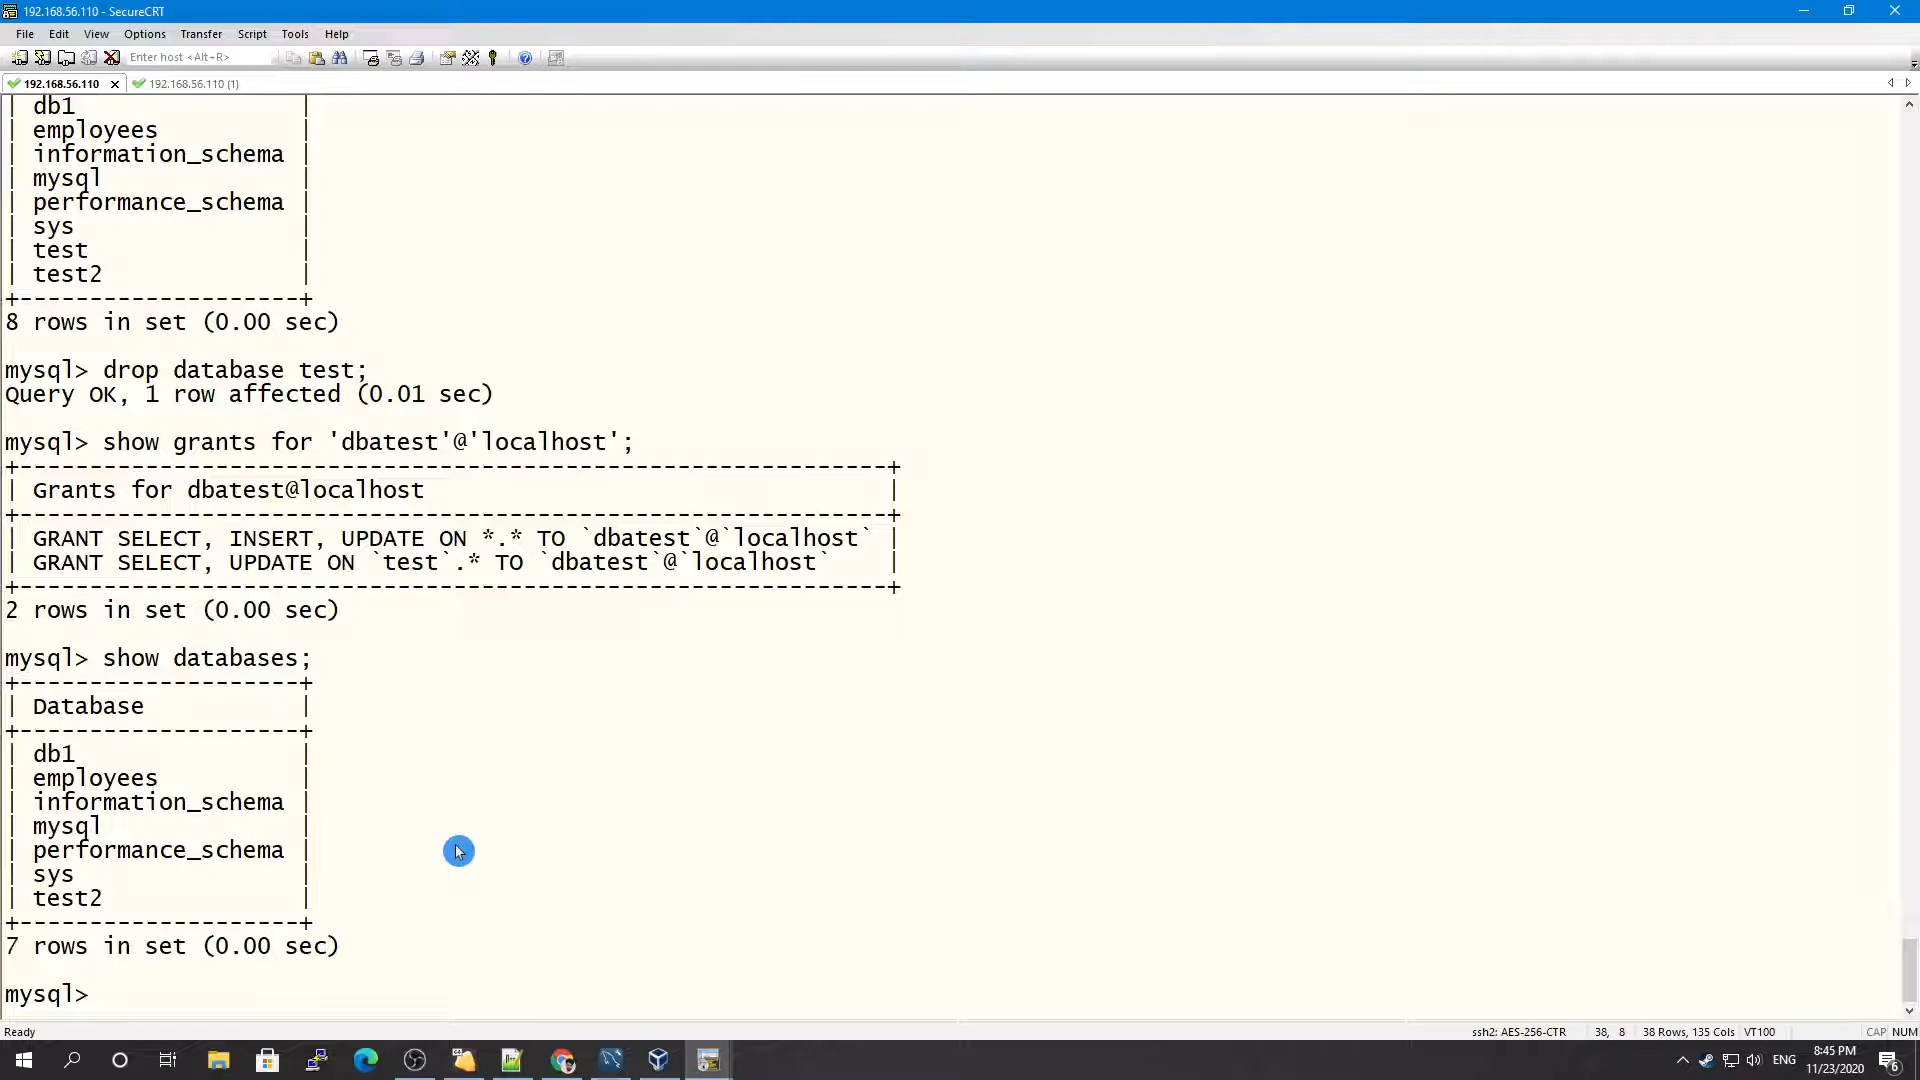 192.168.56.110 - SecureCRT
File Edit View Options Transfer Script Tools Help
Enter host <Alt+R>
192.168.56.110 192.168.56.110 (1)
| db1                |
| employees          |
| information_schema |
| mysql              |
| performance_schema |
| sys                |
| test               |
| test2              |
+--------------------+
8 rows in set (0.00 sec)
mysql> drop database test;
Query OK, 1 row affected (0.01 sec)
mysql> show grants for 'dbatest'@'localhost';
+--------------------------------------------------------------+
| Grants for dbatest@localhost                                 |
+--------------------------------------------------------------+
| GRANT SELECT, INSERT, UPDATE ON *.* TO `dbatest`@`localhost` |
| GRANT SELECT, UPDATE ON `test`.* TO `dbatest`@`localhost`    |
+--------------------------------------------------------------+
2 rows in set (0.00 sec)
mysql> show databases;
+--------------------+
| Database           |
+--------------------+
| db1                |
| employees          |
| information_schema |
| mysql              |
| performance_schema |
| sys                |
| test2              |
+--------------------+
7 rows in set (0.00 sec)
mysql>
Ready ssh2: AES-256-CTR 38, 8 38 Rows, 135 Cols VT100 CAP NUM
ENG 8:45 PM
11/23/2020 6